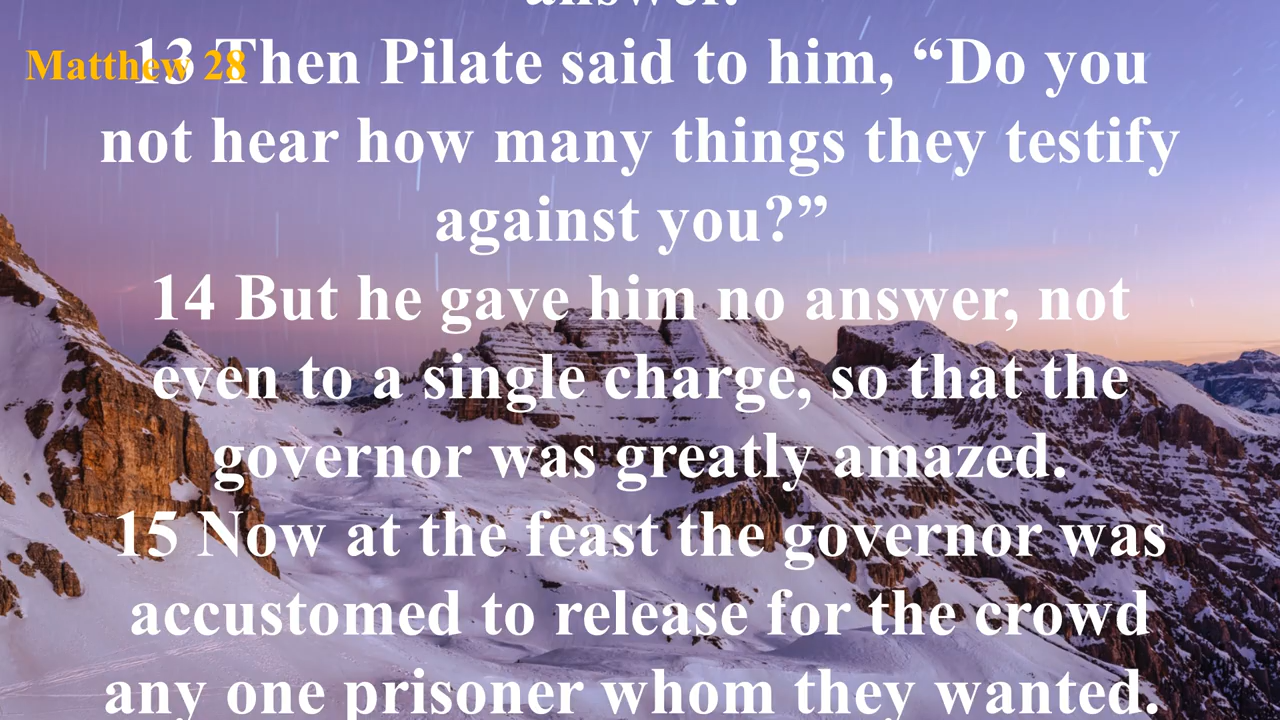 answer.
Matthew 28
13 Then Pilate said to him, “Do you
not hear how many things they testify
against you?”
14 But he gave him no answer, not
even to a single charge, so that the
governor was greatly amazed.
15 Now at the feast the governor was
accustomed to release for the crowd
any one prisoner whom they wanted.